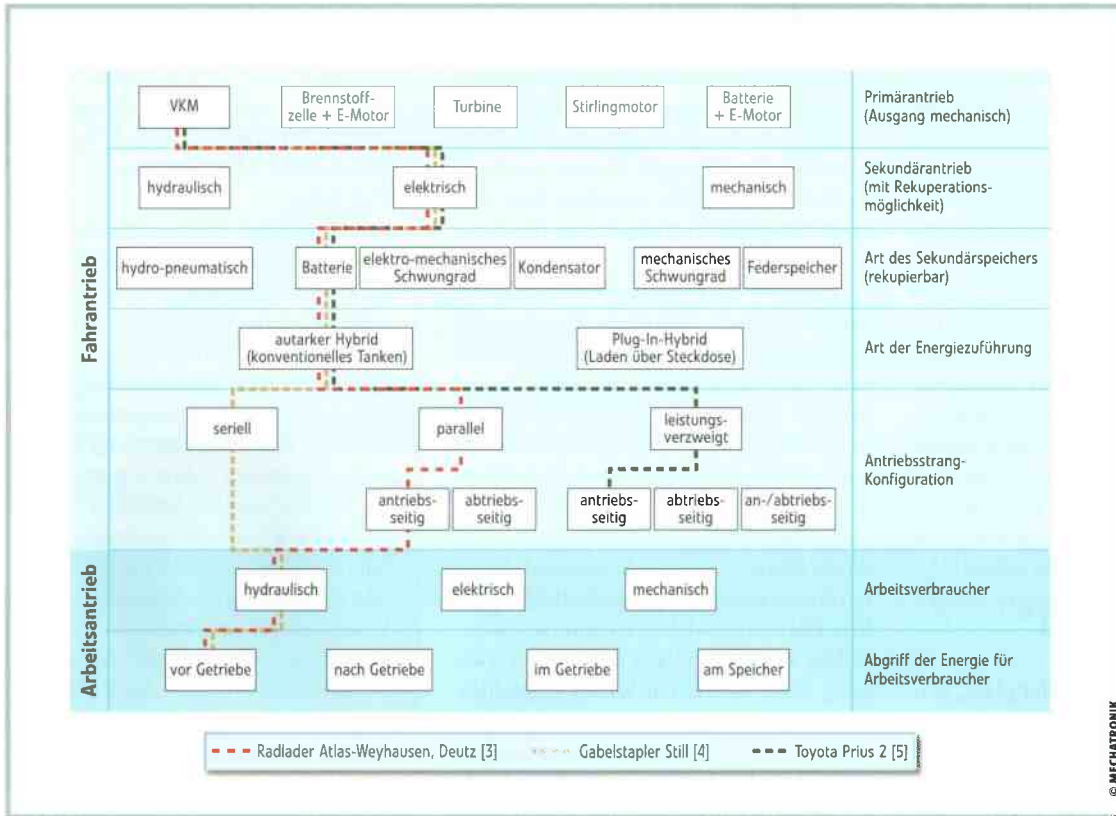 VKM
Brennstoff-
zelle + E-Motor
Turbine
Stirlingmotor
Batterie
+ E-Motor
Primärantrieb
(Ausgang mechanisch)
hydraulisch
elektrisch
mechanisch
Sekundärantrieb
(mit Rekuperations-
möglichkeit)
Fahrantrieb
hydro-pneumatisch
Batterie
elektro-mechanisches
Schwungrad
Kondensator
mechanisches
Schwungrad
Federspeicher
Art des Sekundärspeichers
(rekupierbar)
autarker Hybrid
(konventionelles Tanken)
Plug-In-Hybrid
(Laden über Steckdose)
Art der Energiezuführung
seriell
parallel
leistungs-
verzweigt
antriebs-
seitig
abtriebs-
seitig
antriebs-
seitig
abtriebs-
seitig
an-/abtriebs-
seitig
Antriebsstrang-
Konfiguration
Arbeitsantrieb
hydraulisch
elektrisch
mechanisch
Arbeitsverbraucher
vor Getriebe
nach Getriebe
im Getriebe
am Speicher
Abgriff der Energie für
Arbeitsverbraucher
Radlader Atlas-Weyhausen, Deutz [3]
Gabelstapler Still [4]
Toyota Prius 2 [5]
© MECHATRONIK